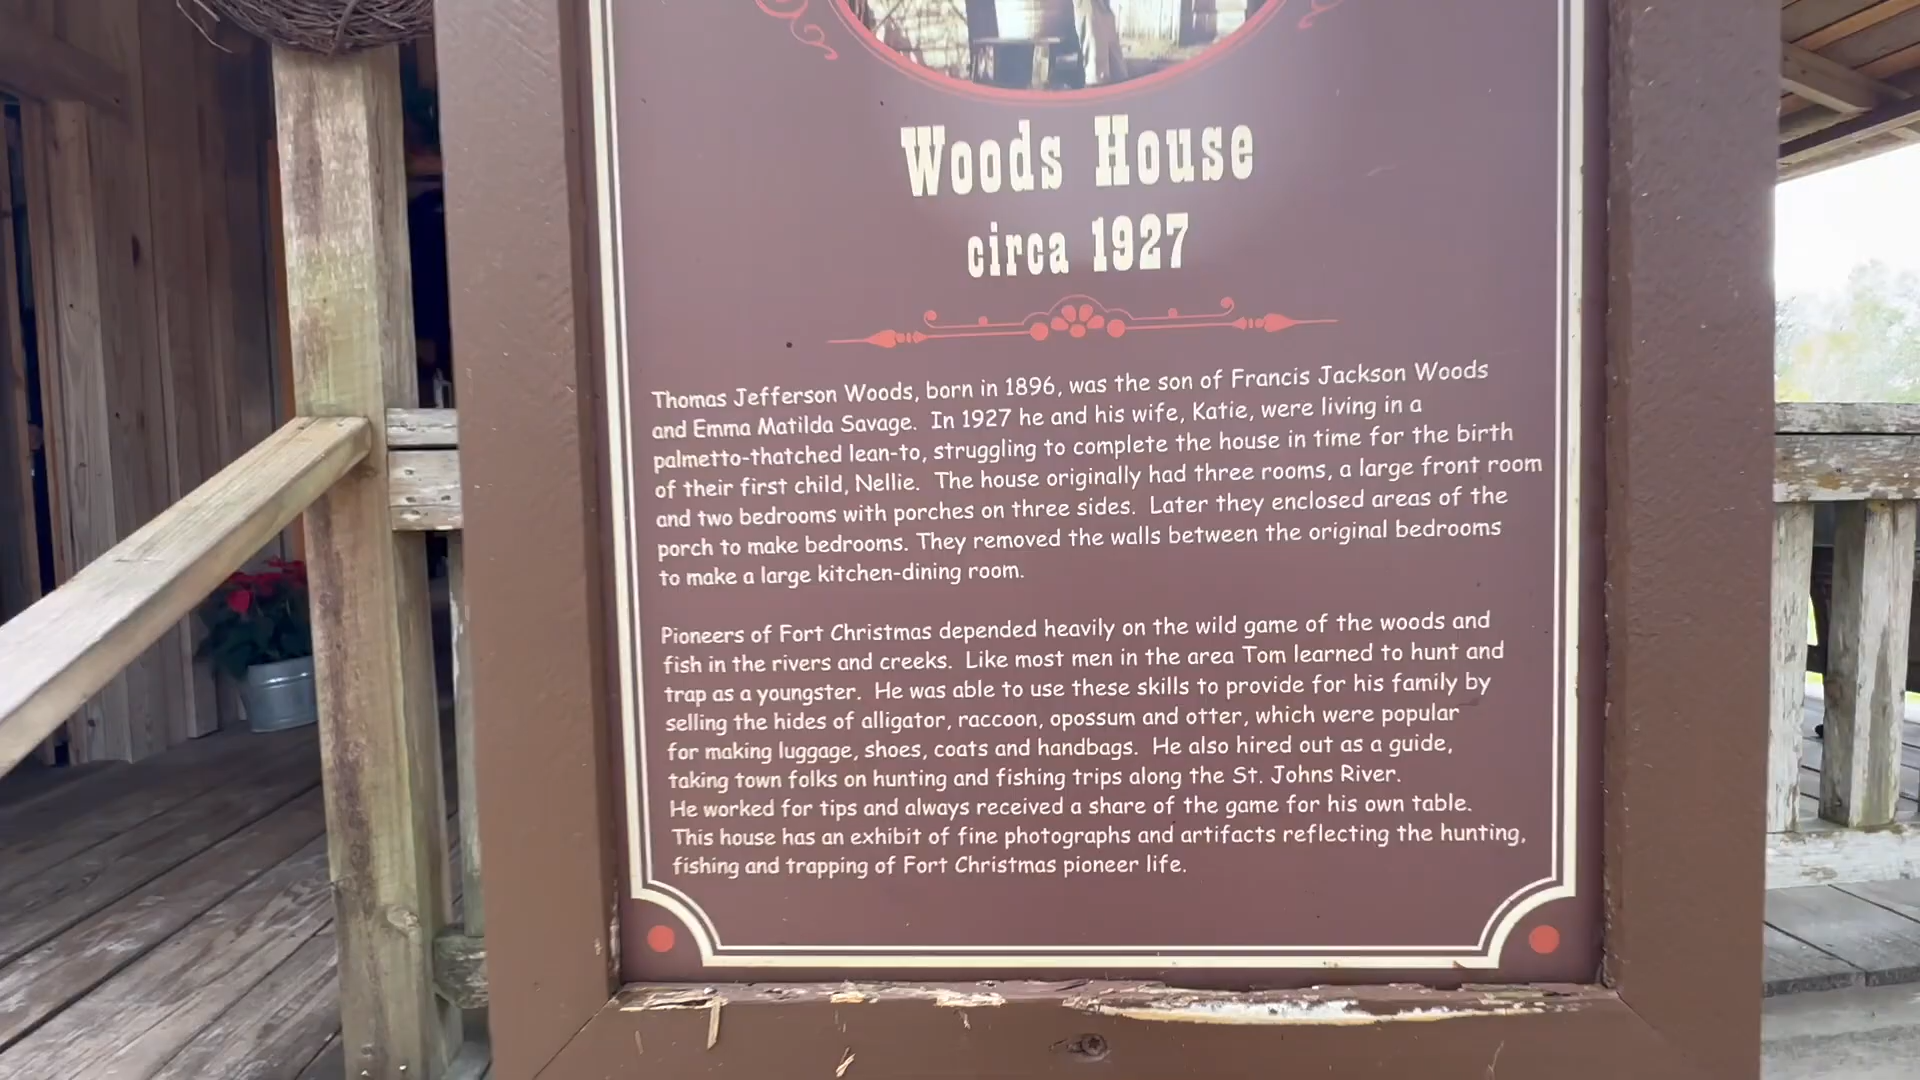 Woods House
circa 1927
Thomas Jefferson Woods, born in 1896, was the son of Francis Jackson Woods
and Emma Matilda Savage. In 1927 he and his wife, Katie, were living in a
palmetto-thatched lean-to, struggling to complete the house in time for the birth
of their first child, Nellie. The house originally had three rooms, a large front room
and two bedrooms with porches on three sides. Later they enclosed areas of the
porch to make bedrooms. They removed the walls between the original bedrooms
to make a large kitchen-dining room.
Pioneers of Fort Christmas depended heavily on the wild game of the woods and
fish in the rivers and creeks. Like most men in the area Tom learned to hunt and
trap as a youngster. He was able to use these skills to provide for his family by
selling the hides of alligator, raccoon, opossum and otter, which were popular
for making luggage, shoes, coats and handbags. He also hired out as a guide,
taking town folks on hunting and fishing trips along the St. Johns River.
He worked for tips and always received a share of the game for his own table.
This house has an exhibit of fine photographs and artifacts reflecting the hunting,
fishing and trapping of Fort Christmas pioneer life.